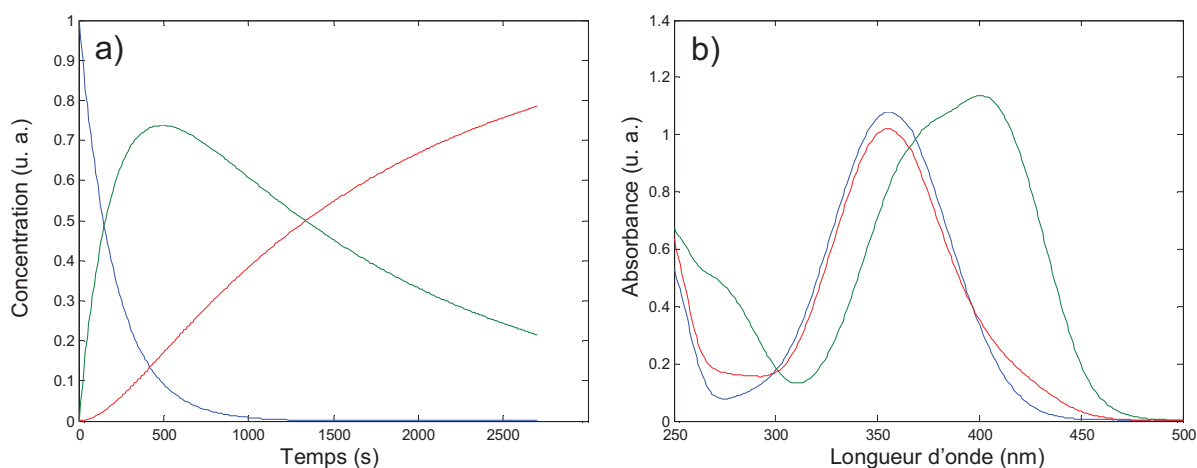 a)
Concentration (u. a.)
1
0.9
0.8
0.7
0.6
0.5
0.4
0.3
0.2
0.1
0
0 500 1000 1500 2000 2500
Temps (s)
b)
Absorbance (u. a.)
1.4
1.2
1
0.8
0.6
0.4
0.2
0
250 300 350 400 450 500
Longueur d'onde (nm)